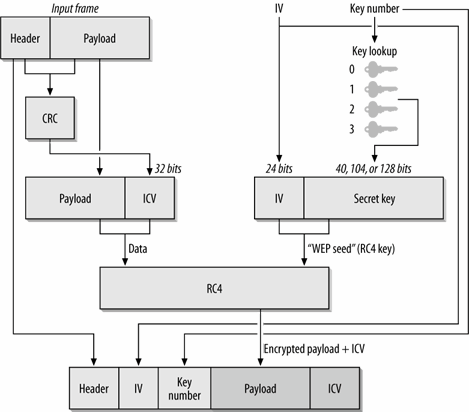 Input frame
IV
Key number
Header
Payload
Key lookup
0
1
2
3
CRC
32 bits
24 bits
40, 104, or 128 bits
Payload
ICV
IV
Secret key
Data
“WEP seed” (RC4 key)
RC4
Encrypted payload + ICV
Header
IV
Key
number
Payload
ICV